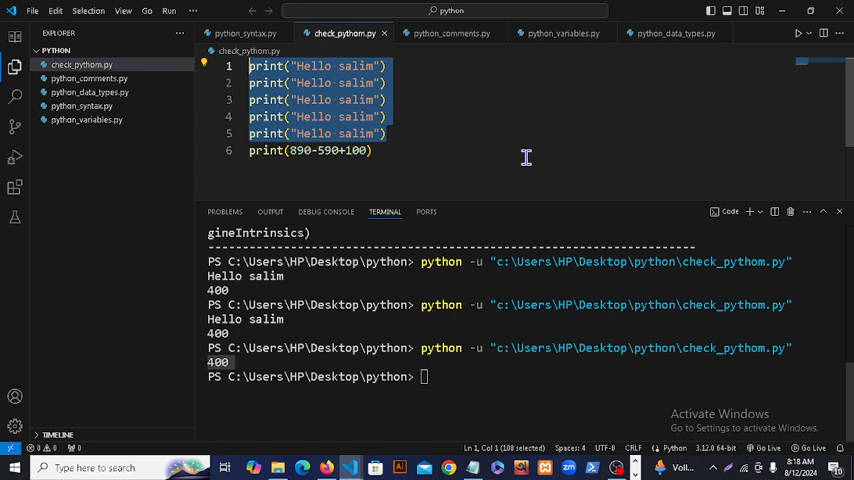 File Edit Selection View Go Run ···
python
EXPLORER
PYTHON
check_pythom.py
python_comments.py
python_data_types.py
python_syntax.py
python_variables.py
TIMELINE
python_syntax.py check_pythom.py python_comments.py python_variables.py python_data_types.py
check_pythom.py
1 print("Hello salim")
2 print("Hello salim")
3 print("Hello salim")
4 print("Hello salim")
5 print("Hello salim")
6 print(890-590+100)
PROBLEMS OUTPUT DEBUG CONSOLE TERMINAL PORTS Code
gineIntrinsics)
--------------------------------------------------------------------
PS C:\Users\HP\Desktop\python> python -u "c:\Users\HP\Desktop\python\check_pythom.py"
Hello salim
400
PS C:\Users\HP\Desktop\python> python -u "c:\Users\HP\Desktop\python\check_pythom.py"
Hello salim
400
PS C:\Users\HP\Desktop\python> python -u "c:\Users\HP\Desktop\python\check_pythom.py"
400
PS C:\Users\HP\Desktop\python>
Activate Windows
Go to Settings to activate Windows.
0 0 0 Ln 1, Col 1 (108 selected) Spaces: 4 UTF-8 CRLF Python 3.12.0 64-bit Go Live Go Live
Type here to search Voll... 8:18 AM
8/12/2024